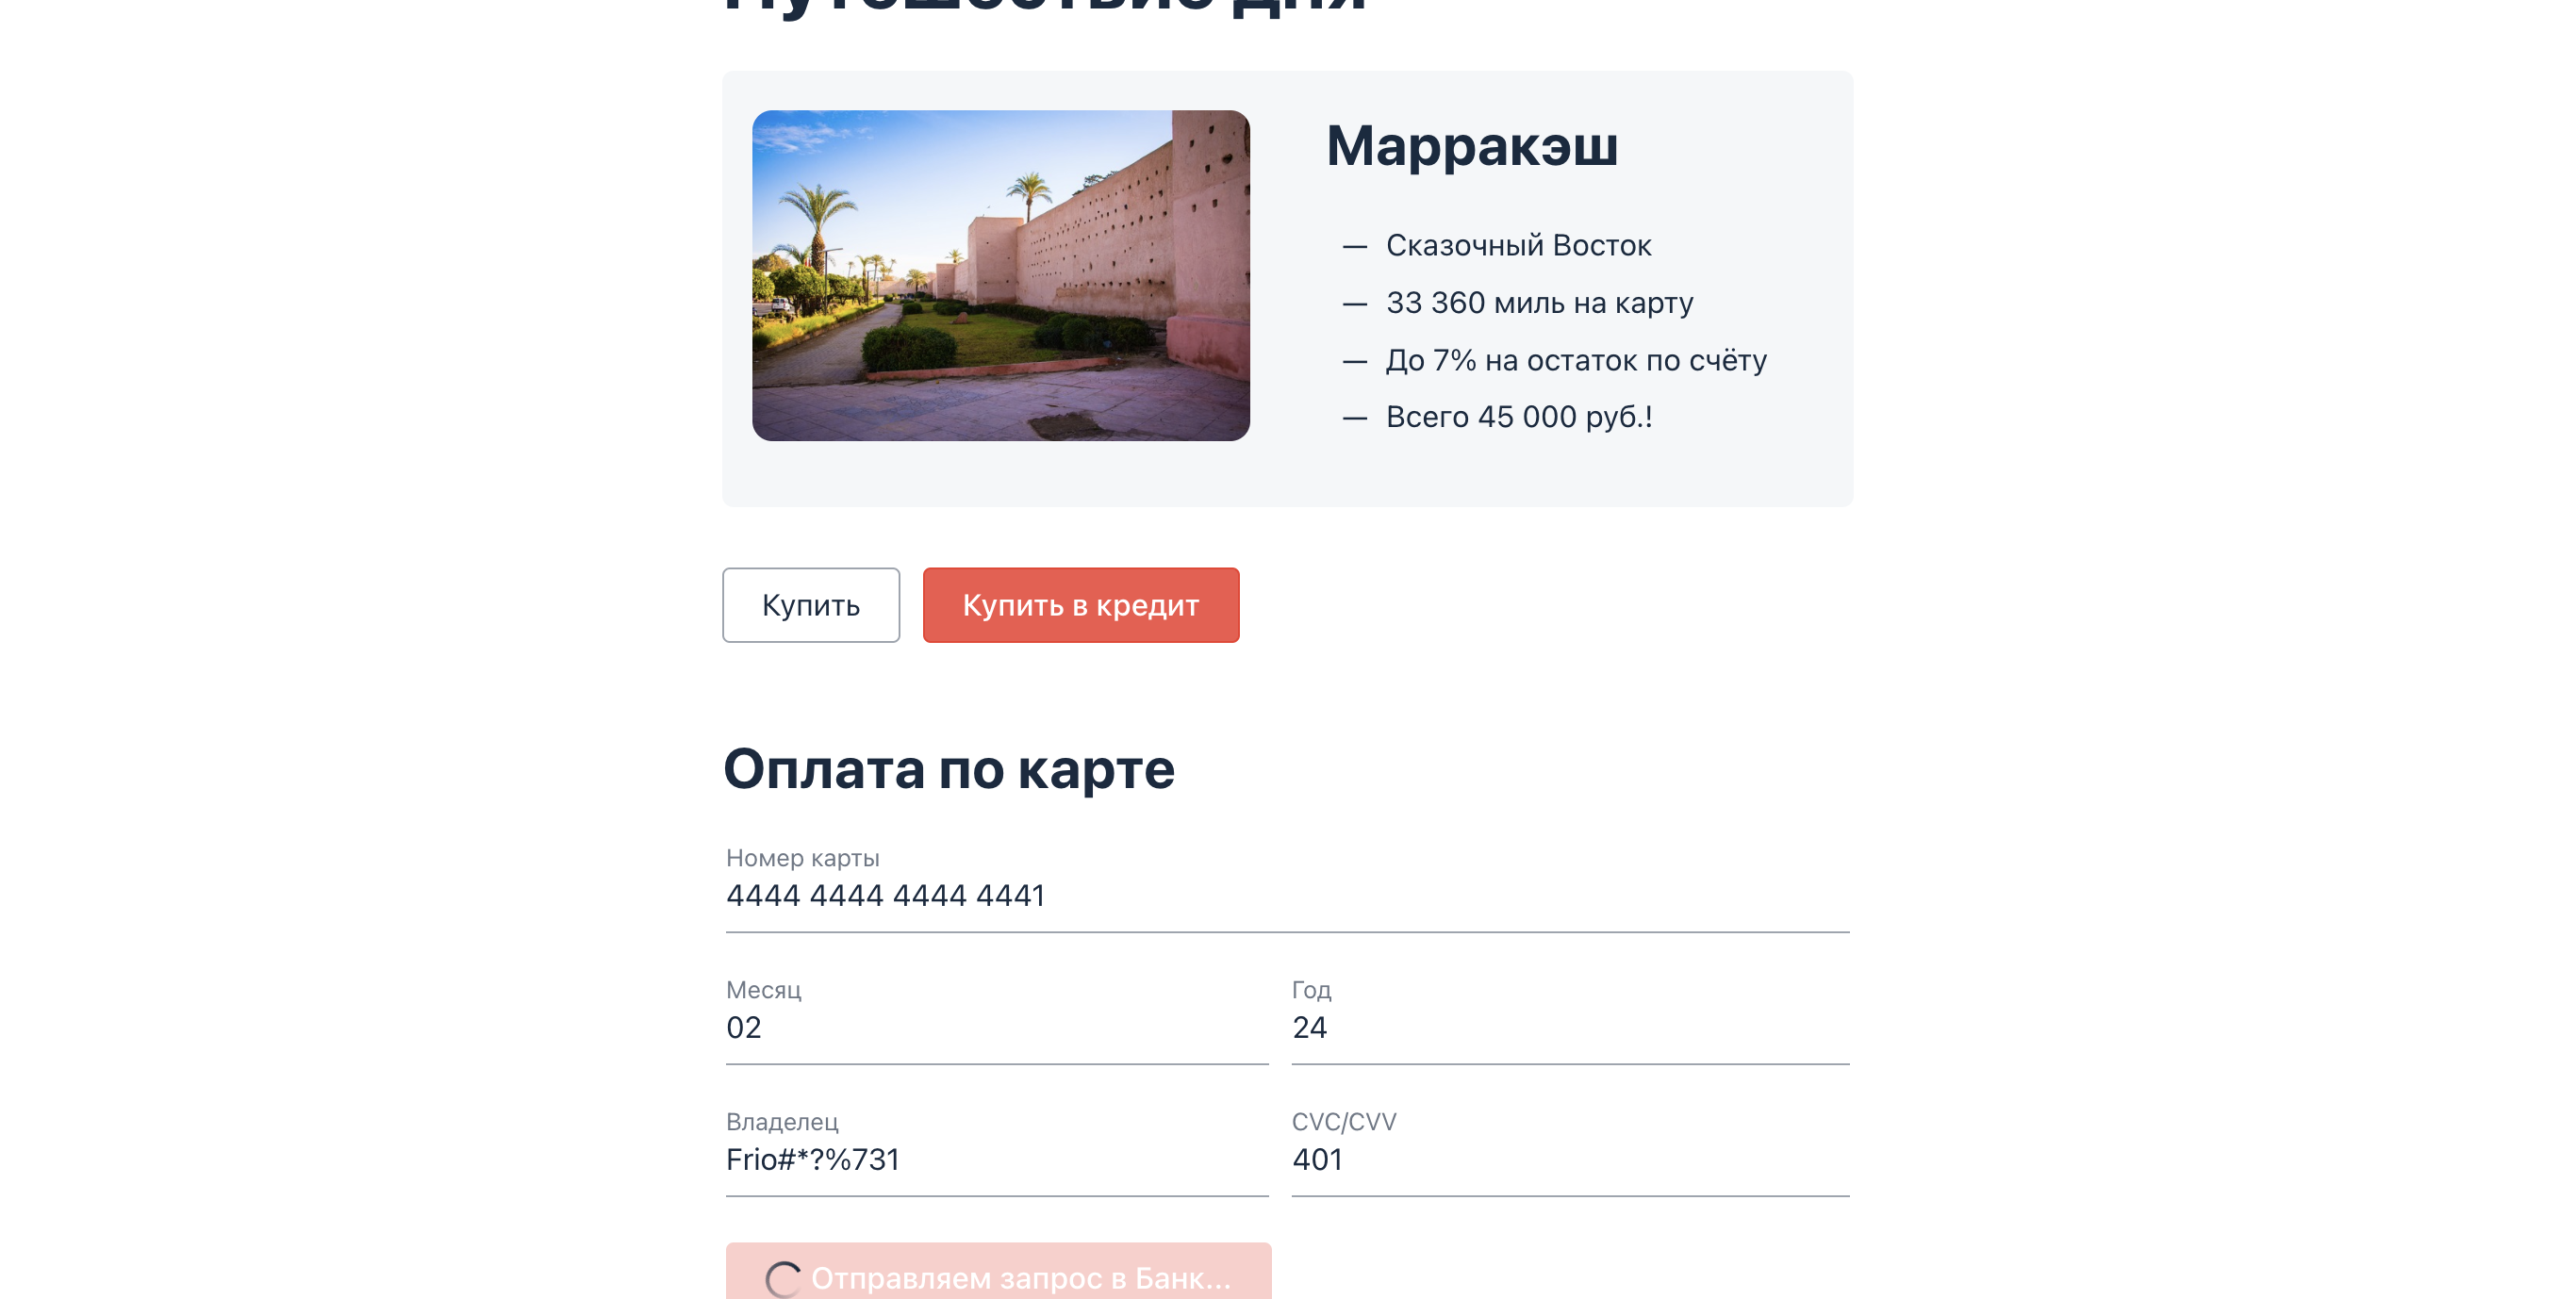 Путешествие дня
Марракэш
— Сказочный Восток
— 33 360 миль на карту
— До 7% на остаток по счёту
— Всего 45 000 руб.!
Купить
Купить в кредит
Оплата по карте
Номер карты
4444 4444 4444 4441
Месяц
Год
02
24
Владелец
CVC/CVV
Frio#*?%731
401
Отправляем запрос в Банк...